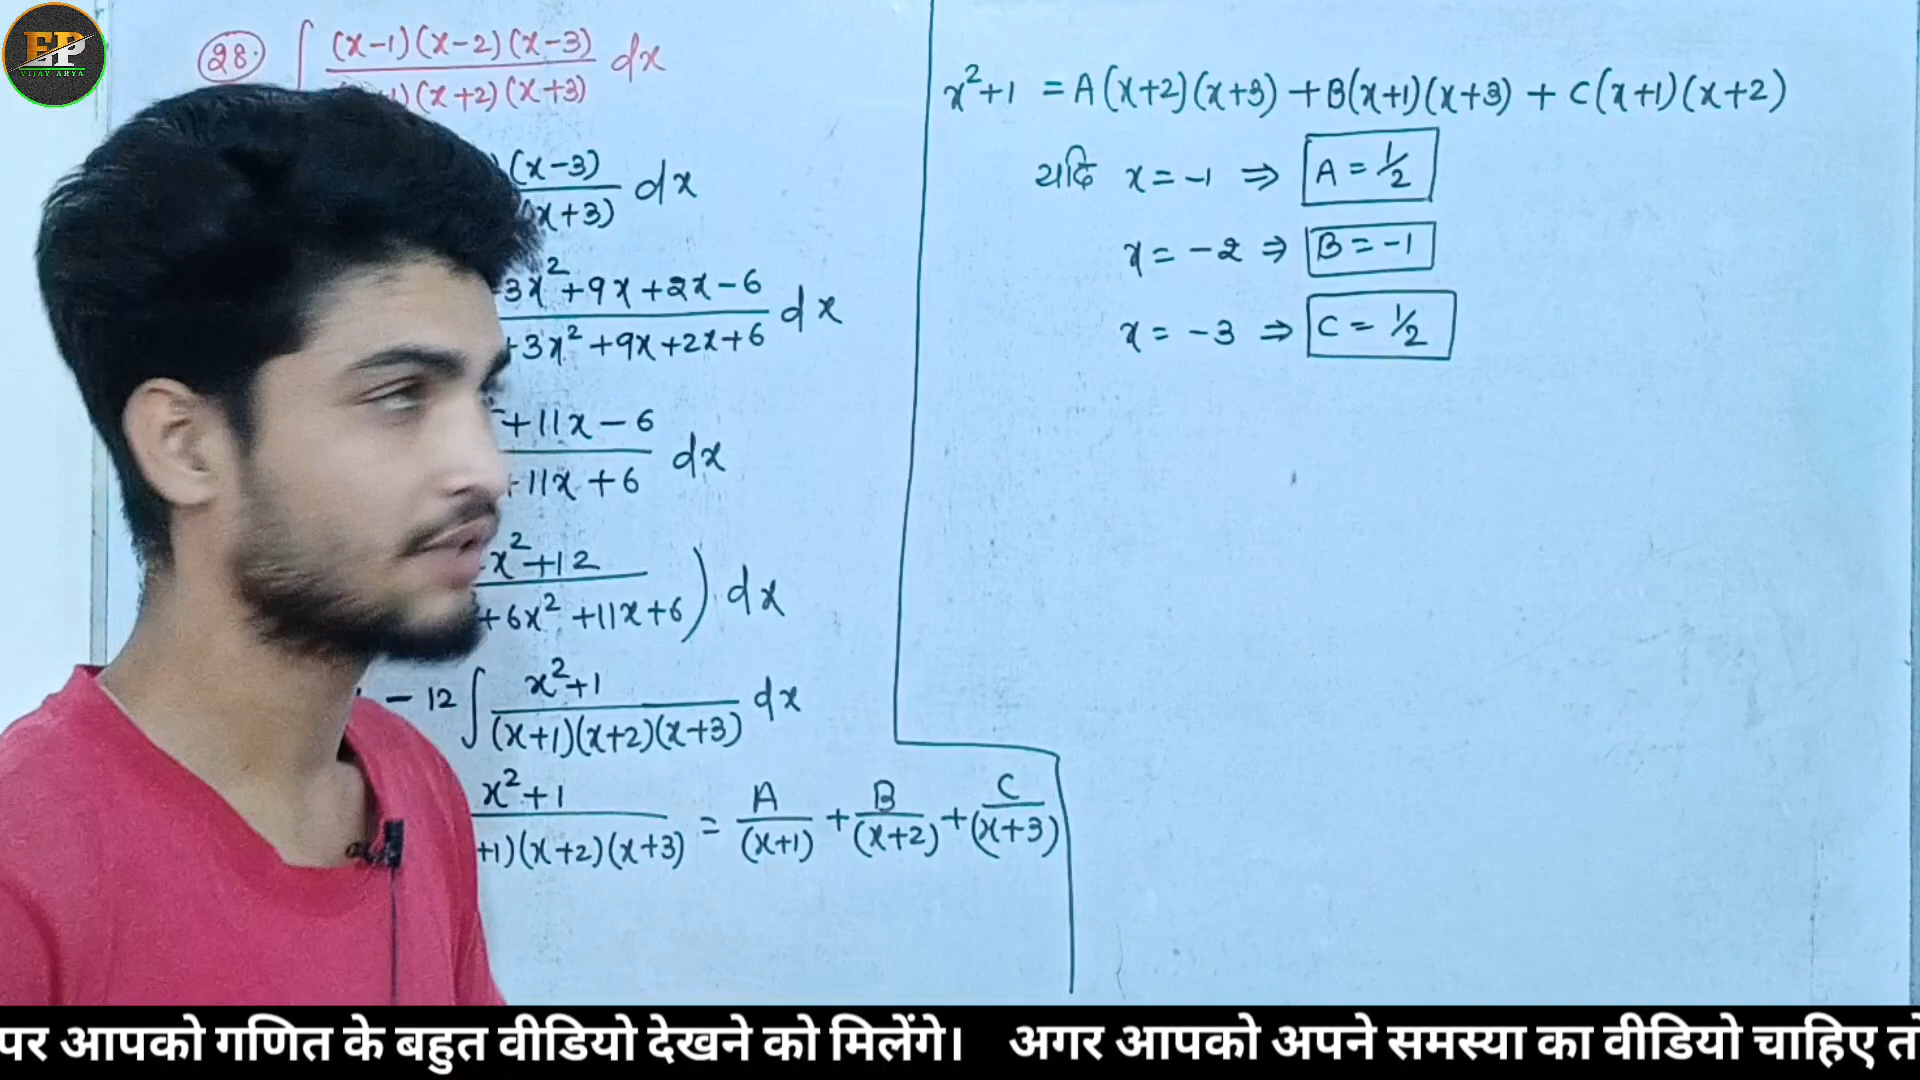 EP
VIJAY ARYA
28. ∫ (x-1)(x-2)(x-3) dx
1)(x+2)(x+3)
(x-3) dx
(x+3)
3x²+9x+2x-6 dx
+3x²+9x+2x+6
+11x-6 dx
+11x+6
x²+12 ) dx
+6x²+11x+6
- 12 ∫ x²+1 dx
(x+1)(x+2)(x+3)
x²+1 = A + B + C
+1)(x+2)(x+3) (x+1) (x+2) (x+3)
x²+1 = A(x+2)(x+3) + B(x+1)(x+3) + C(x+1)(x+2)
यदि x = -1 ⇒ A = 1/2
x = -2 ⇒ B = -1
x = -3 ⇒ C = 1/2
पर आपको गणित के बहुत वीडियो देखने को मिलेंगे। अगर आपको अपने समस्या का वीडियो चाहिए तो